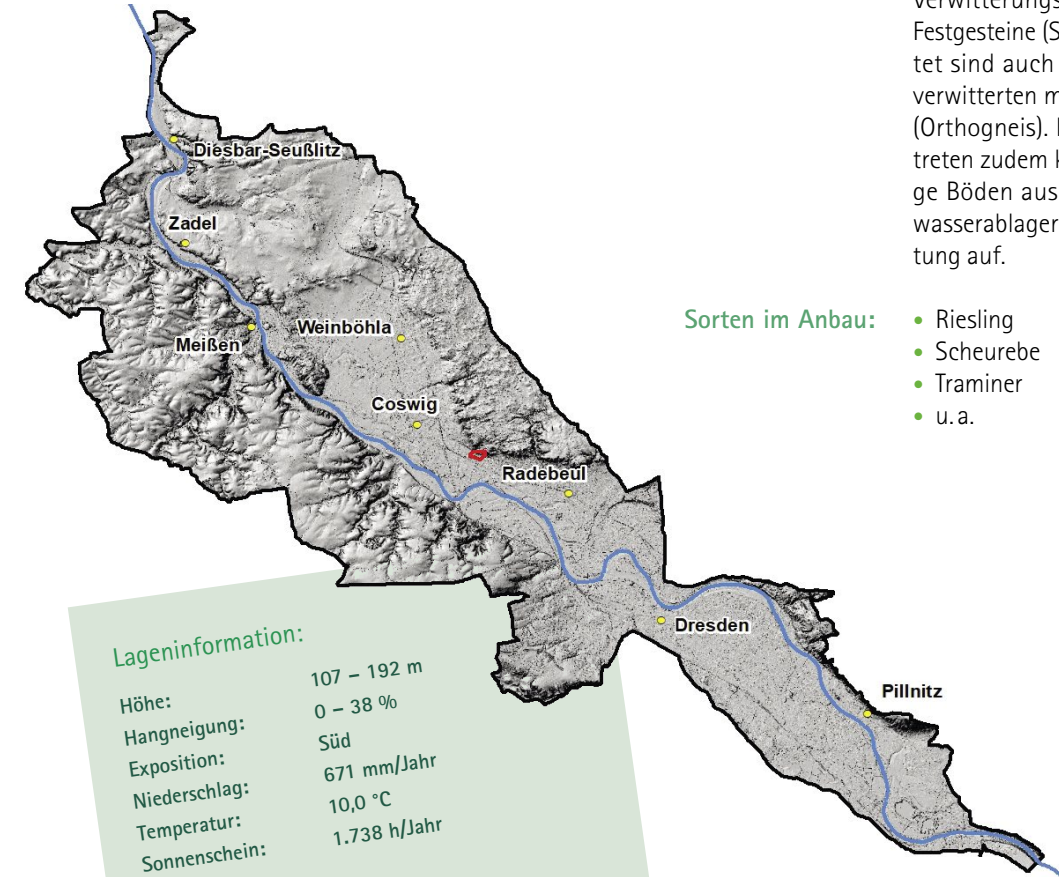 Festgesteine (S
tet sind auch
verwitterten m
(Orthogneis).
treten zudem
ge Böden aus
wasserablager
tung auf.
Sorten im Anbau:
• Riesling
• Scheurebe
• Traminer
• u. a.
Diesbar-Seußlitz
Zadel
Weinböhla
Meißen
Coswig
Radebeul
Dresden
Pillnitz
Lageninformation:
Höhe: 107 – 192 m
Hangneigung: 0 – 38 %
Exposition: Süd
Niederschlag: 671 mm/Jahr
Temperatur: 10,0 °C
Sonnenschein: 1.738 h/Jahr